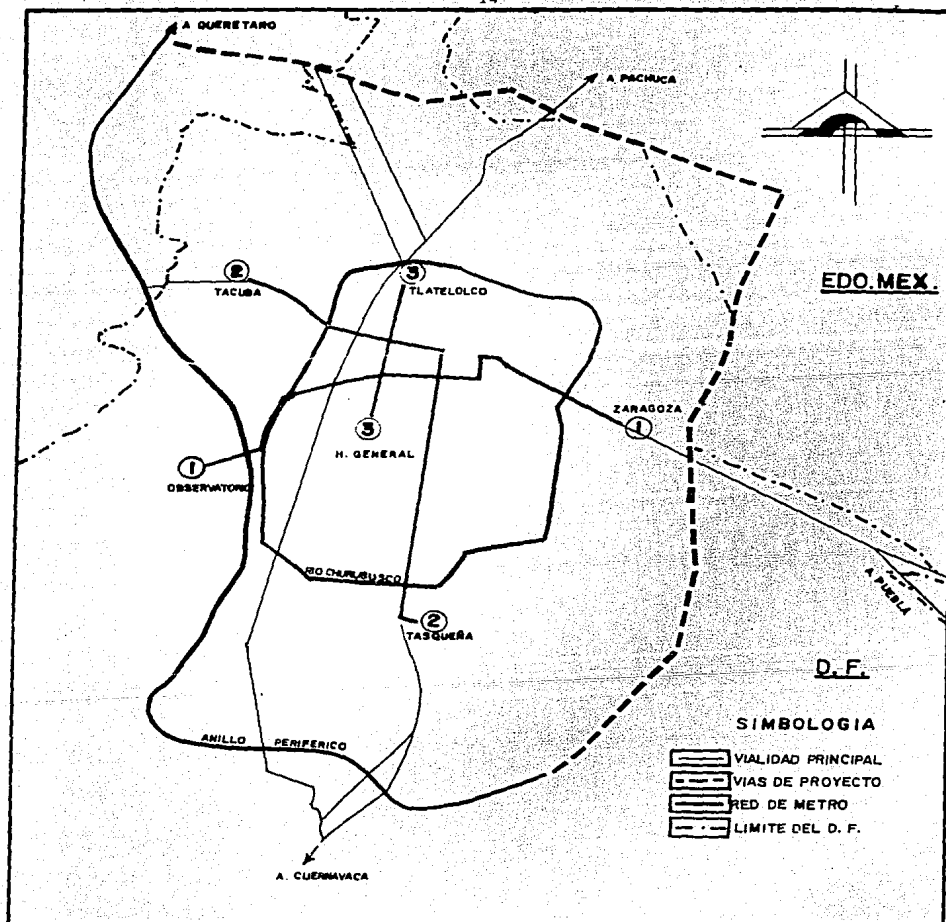 14
A QUERETARO
A. PACHUCA
EDO. MEX.
2
TACUBA
3
TLATELOLCO
ZARAGOZA
1
3
H. GENERAL
1
OBSERVATORIO
RIO CHURUBUSCO
A PUEBLA
2
TASQUEÑA
D. F.
SIMBOLOGIA
ANILLO PERIFERICO
VIALIDAD PRINCIPAL
VIAS DE PROYECTO
RED DE METRO
LIMITE DEL D. F.
A. CUERNAVACA